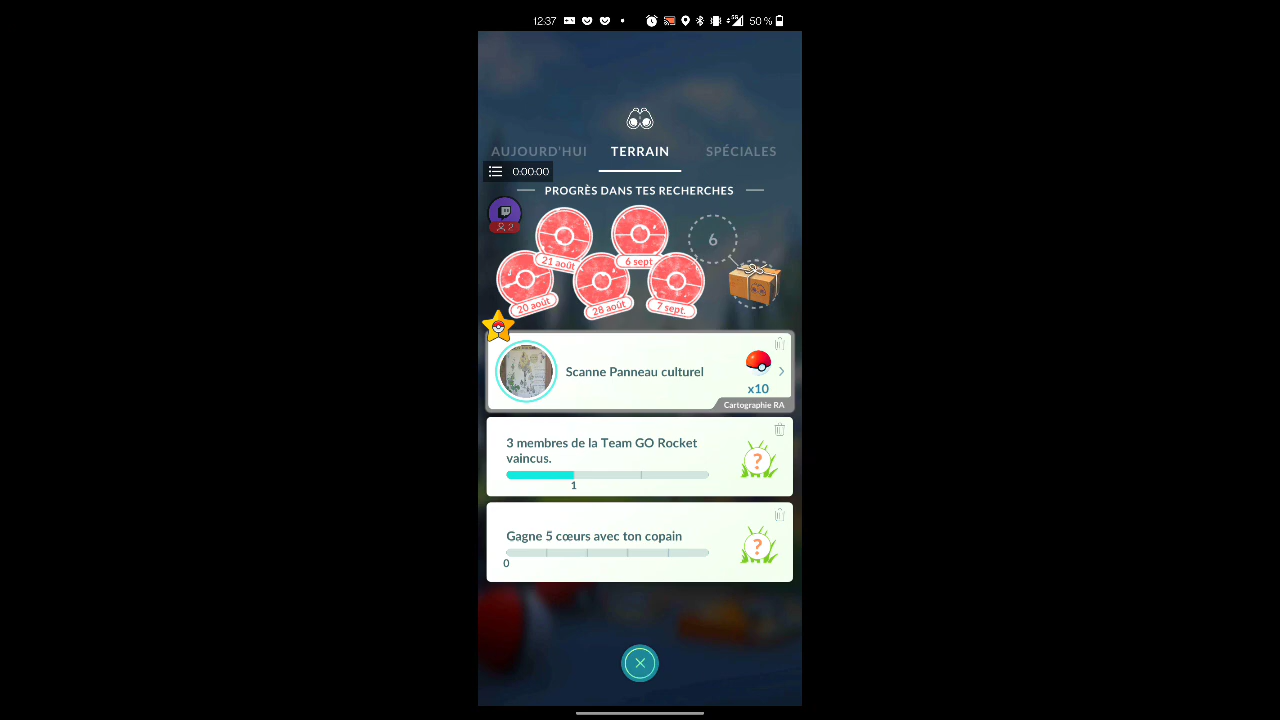 12:37
50 %
AUJOURD'HUI
TERRAIN
SPÉCIALES
0:00:00
PROGRÈS DANS TES RECHERCHES
2
21 août
6 sept.
6
20 août
28 août
7 sept.
Scanne Panneau culturel
x10
Cartographie RA
3 membres de la Team GO Rocket
vaincus.
?
1
Gagne 5 cœurs avec ton copain
?
0